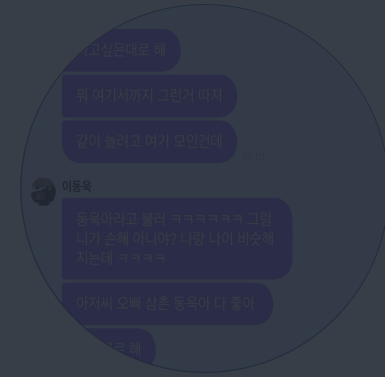 고싶은대로 해
뭐 여기서까지 그런거 따져
같이 놀려고 여기 모인건데
이동욱
동욱아라고 불러 ㅋㅋㅋㅋㅋㅋ 그럼
니가 손해 아니야? 나랑 나이 비슷해
지는데 ㅋㅋㅋㅋ
아저씨 오빠 삼촌 동욱아 다 좋아
해